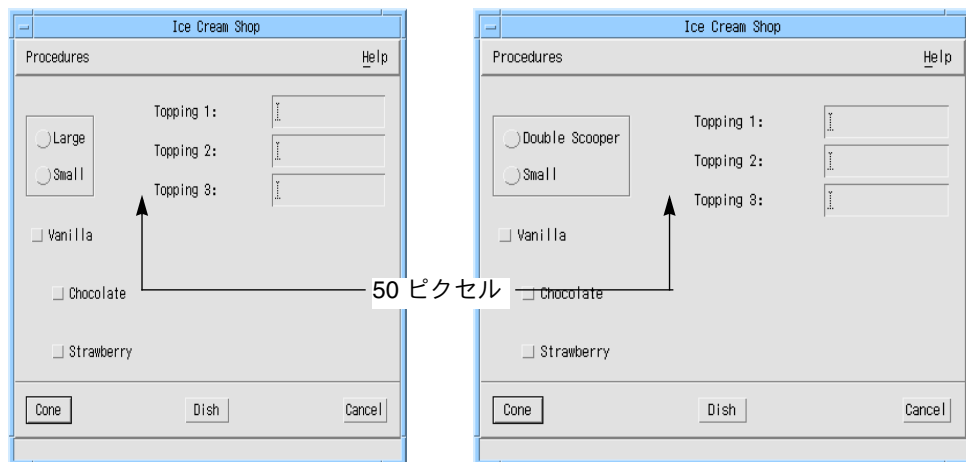 Ice Cream Shop
Procedures Help
Large
Small
Topping 1:
Topping 2:
Topping 3:
Vanilla
Chocolate
Strawberry
Cone Dish Cancel
50 ピクセル
Ice Cream Shop
Procedures Help
Double Scooper
Small
Topping 1:
Topping 2:
Topping 3:
Vanilla
Chocolate
Strawberry
Cone Dish Cancel